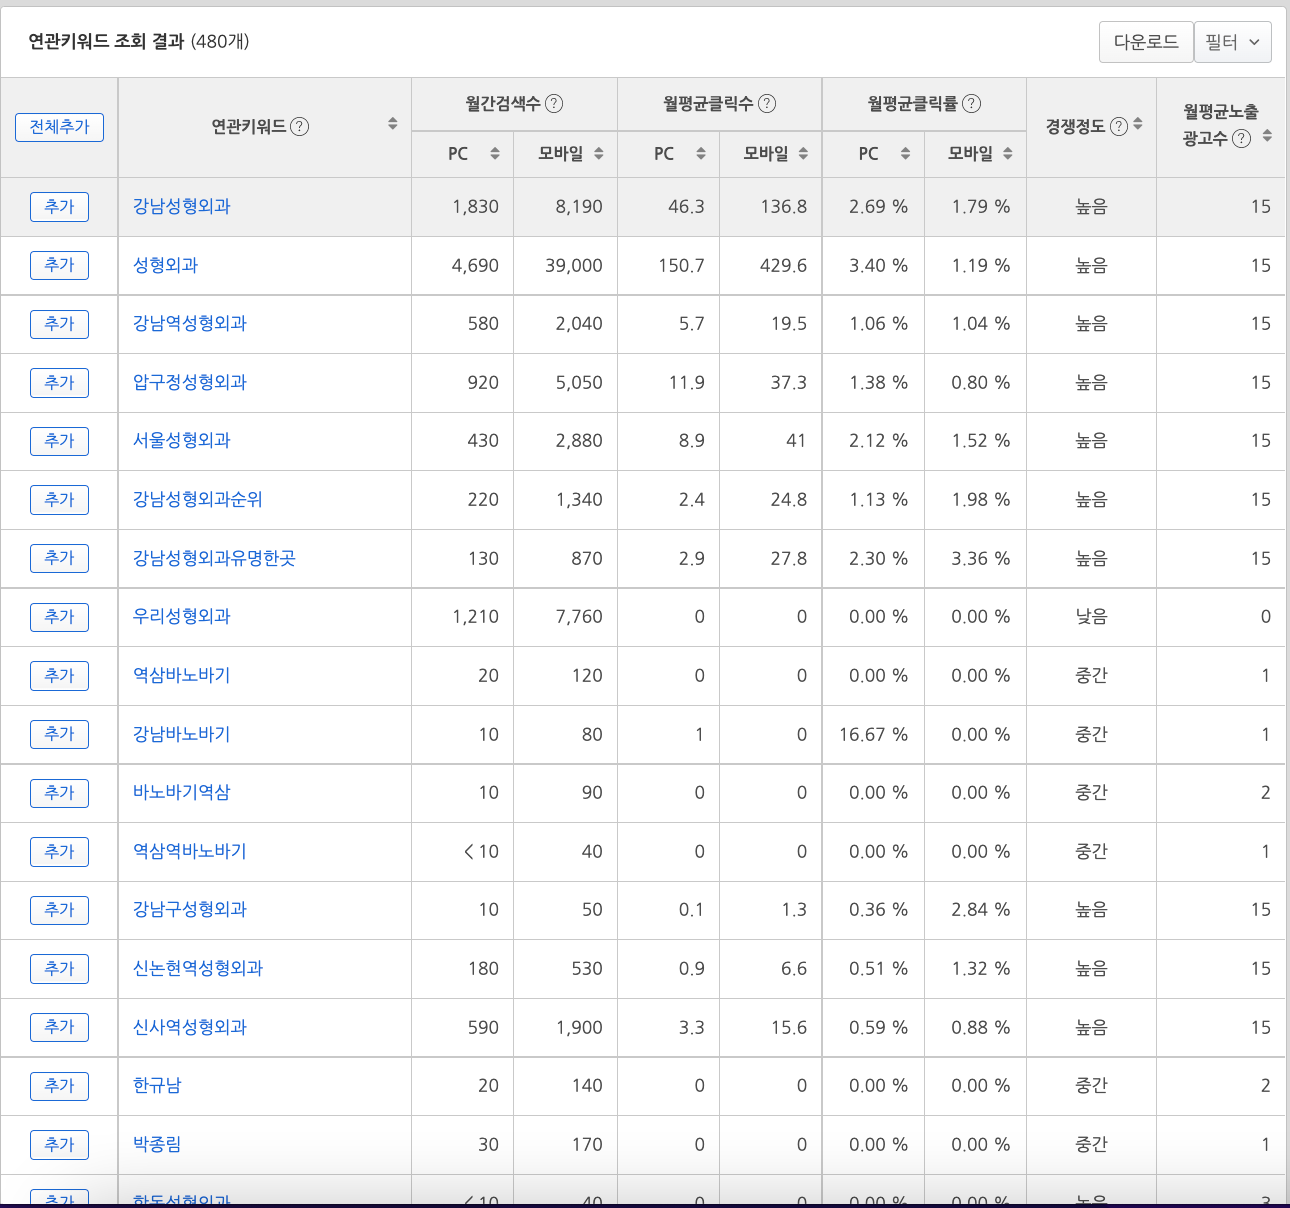 연관키워드 조회 결과 (480개) 다운로드 필터
전체추가 연관키워드 ? 월간검색수 ? 월평균클릭수 ? 월평균클릭률 ? 경쟁정도 ? 월평균노출 광고수 ?
PC 모바일 PC 모바일 PC 모바일
추가 강남성형외과 1,830 8,190 46.3 136.8 2.69 % 1.79 % 높음 15
추가 성형외과 4,690 39,000 150.7 429.6 3.40 % 1.19 % 높음 15
추가 강남역성형외과 580 2,040 5.7 19.5 1.06 % 1.04 % 높음 15
추가 압구정성형외과 920 5,050 11.9 37.3 1.38 % 0.80 % 높음 15
추가 서울성형외과 430 2,880 8.9 41 2.12 % 1.52 % 높음 15
추가 강남성형외과순위 220 1,340 2.4 24.8 1.13 % 1.98 % 높음 15
추가 강남성형외과유명한곳 130 870 2.9 27.8 2.30 % 3.36 % 높음 15
추가 우리성형외과 1,210 7,760 0 0 0.00 % 0.00 % 낮음 0
추가 역삼바노바기 20 120 0 0 0.00 % 0.00 % 중간 1
추가 강남바노바기 10 80 1 0 16.67 % 0.00 % 중간 1
추가 바노바기역삼 10 90 0 0 0.00 % 0.00 % 중간 2
추가 역삼역바노바기 < 10 40 0 0 0.00 % 0.00 % 중간 1
추가 강남구성형외과 10 50 0.1 1.3 0.36 % 2.84 % 높음 15
추가 신논현역성형외과 180 530 0.9 6.6 0.51 % 1.32 % 높음 15
추가 신사역성형외과 590 1,900 3.3 15.6 0.59 % 0.88 % 높음 15
추가 한규남 20 140 0 0 0.00 % 0.00 % 중간 2
추가 박종림 30 170 0 0 0.00 % 0.00 % 중간 1
추가 < 10 40 0 0 0.00 % 0.00 % 높음